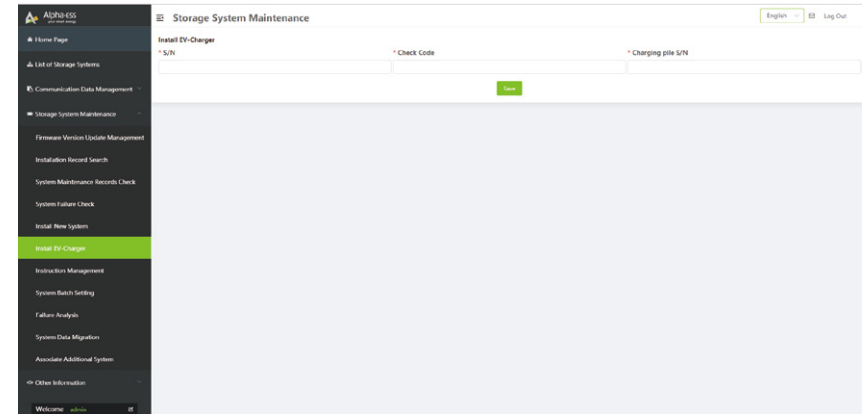 Alpha-ESS
your smart energy
Storage System Maintenance
English
Log Out
Home Page
List of Storage Systems
Communication Data Management
Storage System Maintenance
Firmware Version Update Management
Installation Record Search
System Maintenance Records Check
System Failure Check
Install New System
Install EV-Charger
Instruction Management
System Batch Setting
Failure Analysis
System Data Migration
Associate Additional System
Other Information
Welcome admin
Install EV-Charger
* S/N * Check Code * Charging pile S/N
Save